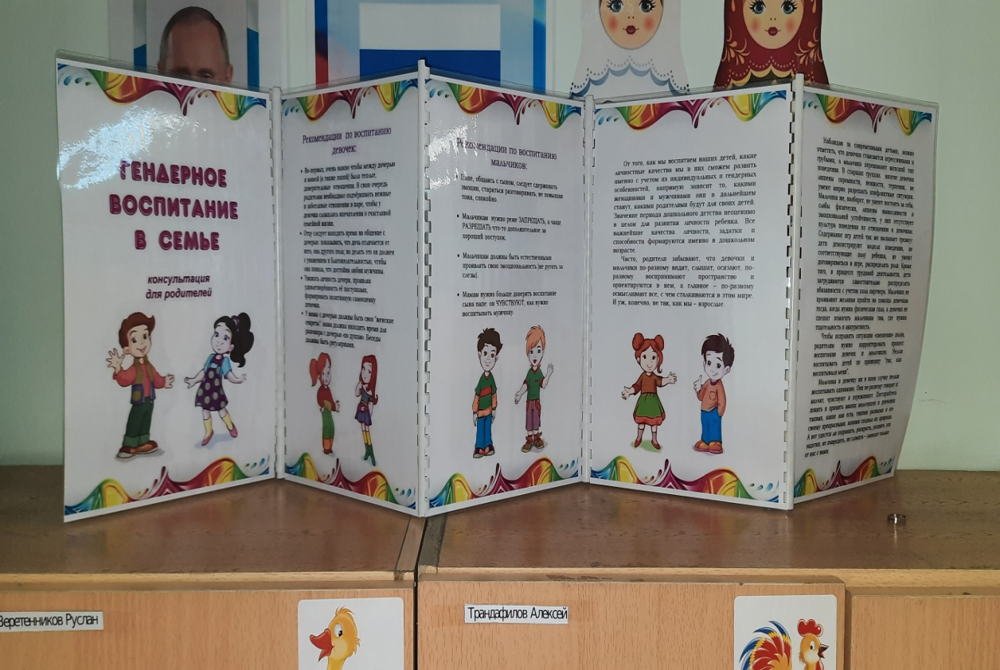 ГЕНДЕРНОЕ
ВОСПИТАНИЕ
В СЕМЬЕ
консультация
для родителей
Рекомендации по воспитанию
девочек:
• Во-первых, очень важно чтобы между дочерью
и мамой (а также папой) были теплые,
доверительные отношения. В свою очередь
родителям необходимо подчёркивать нежные
и заботливые отношения в паре, чтобы у
девочки сложилось впечатления о счастливой
семейной жизни.
• Отцу следует находить время на общение с
дочерью: показывать, что дочь отличается от
него, она другого пола; но делать это он должен
с уважением и благожелательностью, чтобы
она поняла, что достойна любви мужчины.
• Уважать личность дочери, проявляя
удовлетворённость её поступками,
формировать позитивную самооценку
девочки.
• У мамы с дочерью должны быть свои "женские
секреты": мама должна находить время для
разговора с дочерью «по душам». Беседы
должны быть регулярными.
Рекомендации по воспитанию
мальчиков:
• Папе, общаясь с сыном, следует сдерживать
эмоции, стараться разговаривать, не повышая
тона, спокойно.
• Мальчикам нужно реже ЗАПРЕЩАТЬ, а чаще
РАЗРЕШАТЬ что-то дополнительное за
хороший поступок.
• Мальчики должны быть естественными
проявлять свою эмоциональность (не ругать за
слезы).
• Мамам нужно больше доверять воспитание
сына папе: он ЧУВСТВУЮТ, как нужно
воспитывать мужчину.
От того, как мы воспитаем наших детей, какие
личностные качества мы в них сможем развить
именно с учетом их индивидуальных и гендерных
особенностей, напрямую зависит то, какими
женщинами и мужчинами они в дальнейшем
станут, какими родителями будут для своих детей.
Значение периода дошкольного детства неоценимо
в целом для развития личности ребенка. Все
важнейшие качества личности, задатки и
способности формируются именно в дошкольном
возрасте.
Часто, родители забывают, что девочки и
мальчики по-разному видят, слышат, осязают, по-
разному воспринимают пространство и
ориентируются в нем, а главное – по-разному
осмысливают все, с чем сталкиваются в этом мире.
И уж, конечно, не так, как мы – взрослые.
Наблюдая за современными детьми, можно
отметить, что девочки становятся агрессивными и
грубыми, а мальчики перенимают женский тип
поведения. В старших группах многие девочки
лишены скромности, нежности, терпения, не
умеют мирно разрешать конфликтные ситуации.
Мальчики же, наоборот, не умеют постоять за себя,
слабы физически, лишены выносливости и
эмоциональной устойчивости, у них отсутствует
культура поведения по отношению к девочкам.
Содержание игр детей так же вызывает тревогу:
дети демонстрируют модели поведения, не
соответствующие полу ребенка, не умеют
договариваться в игре, распределять роли. Кроме
того, в процессе трудовой деятельности, дети
затрудняются самостоятельно распределять
обязанности с учетом пола партнера. Мальчики не
проявляют желания прийти на помощь девочкам
тогда, когда нужна физическая сила, а девочки не
спешат помогать мальчикам там, где нужна
тщательность и аккуратность.
Чтобы исправить ситуацию «смешения» полов,
родителям нужно корректировать процесс
воспитания девочек и мальчиков. Нельзя
воспитывать детей по принципу "так, как
воспитывали меня".
Мальчика и девочку ни в коем случае нельзя
воспитывать одинаково. Они по-разному говорят и
молчат, чувствуют и переживают. Постарайтесь
понять и принять наших мальчишек и девчонок
такими, какие они есть, такими разными и по-
своему прекрасными, какими создала их природа.
А вот удастся ли сохранить, раскрыть, развить эти
задатки, не повредить, не сломать – зависит только
от нас с вами.
Веретенников Руслан
Трандафилов Алексей